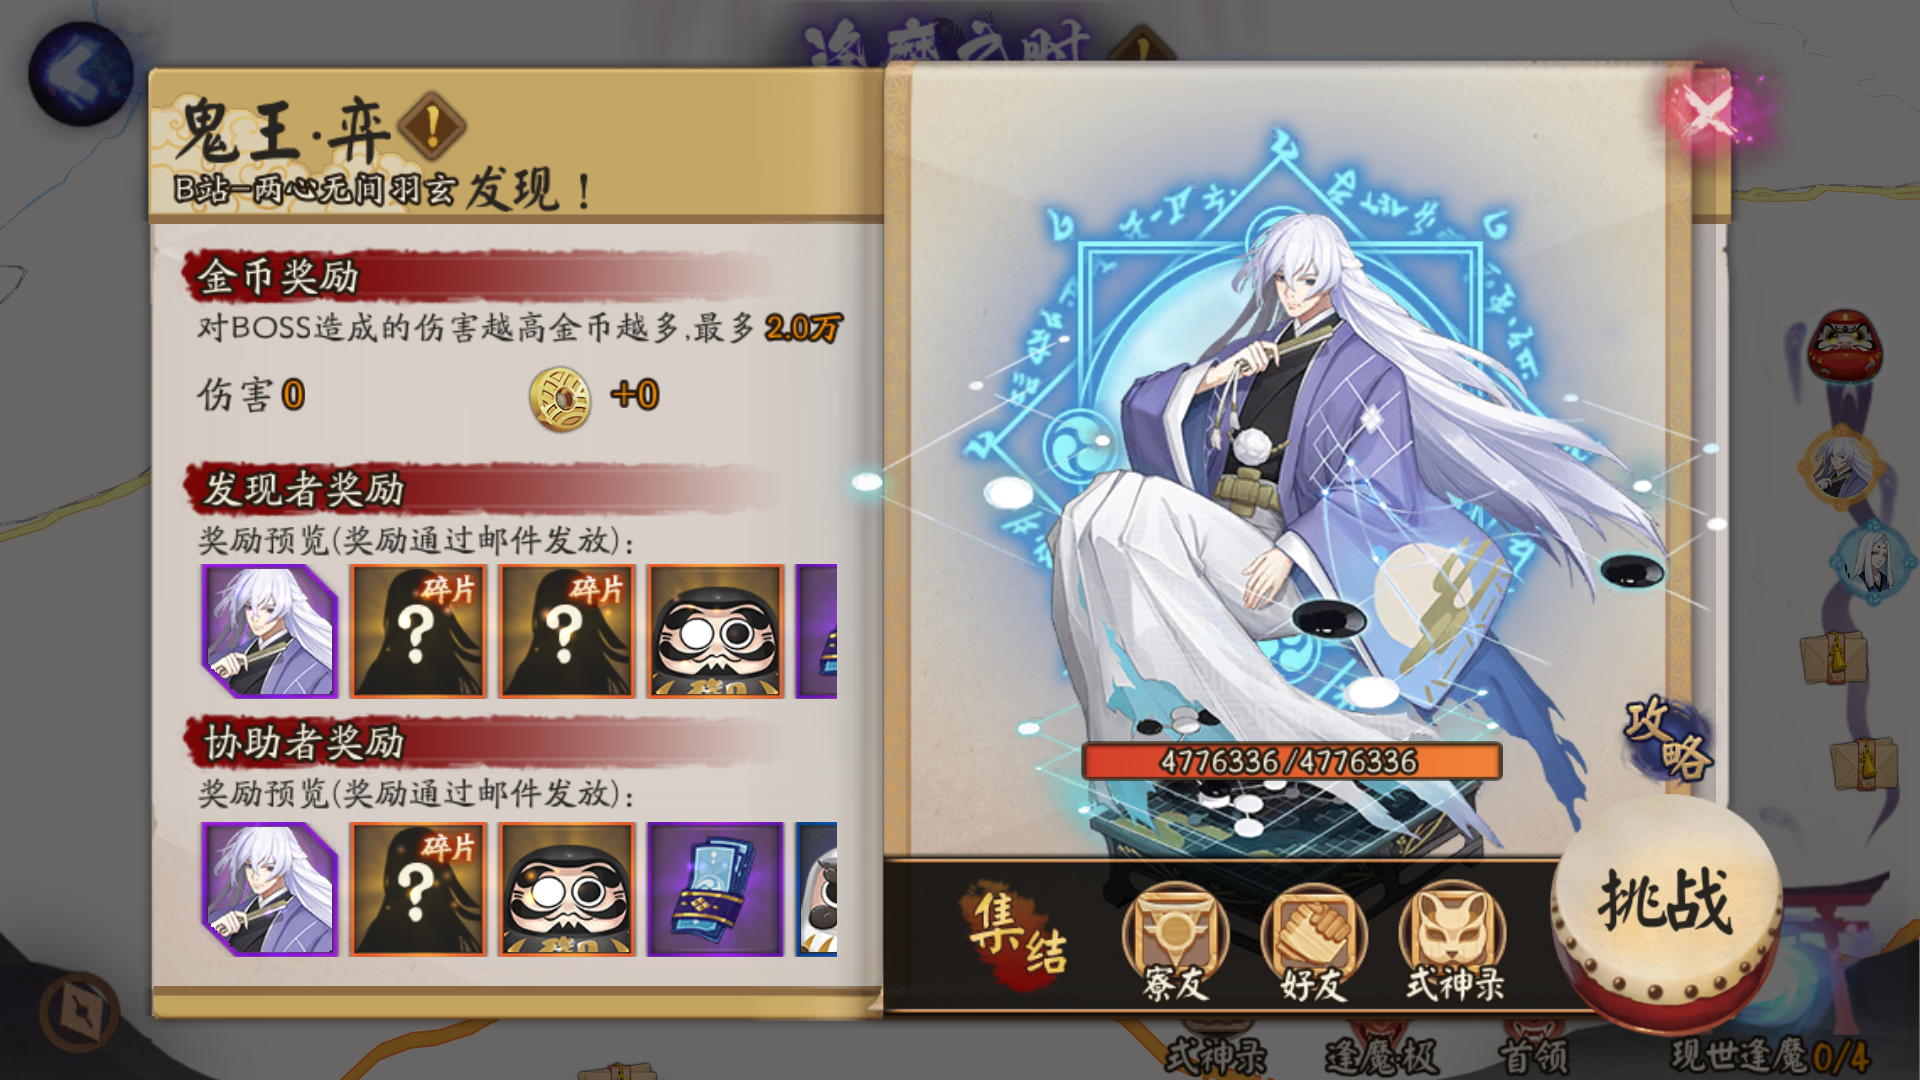 逢魔之时
鬼王·弈
B站-两心无间羽玄发现！
金币奖励
对BOSS造成的伤害越高金币越多,最多2.0万
伤害0
+0
发现者奖励
奖励预览(奖励通过邮件发放):
碎片
碎片
协助者奖励
奖励预览(奖励通过邮件发放):
碎片
4776336/4776336
攻略
集结
寮友
好友
式神录
挑战
式神录
逢魔·极
首领
现世逢魔0/4